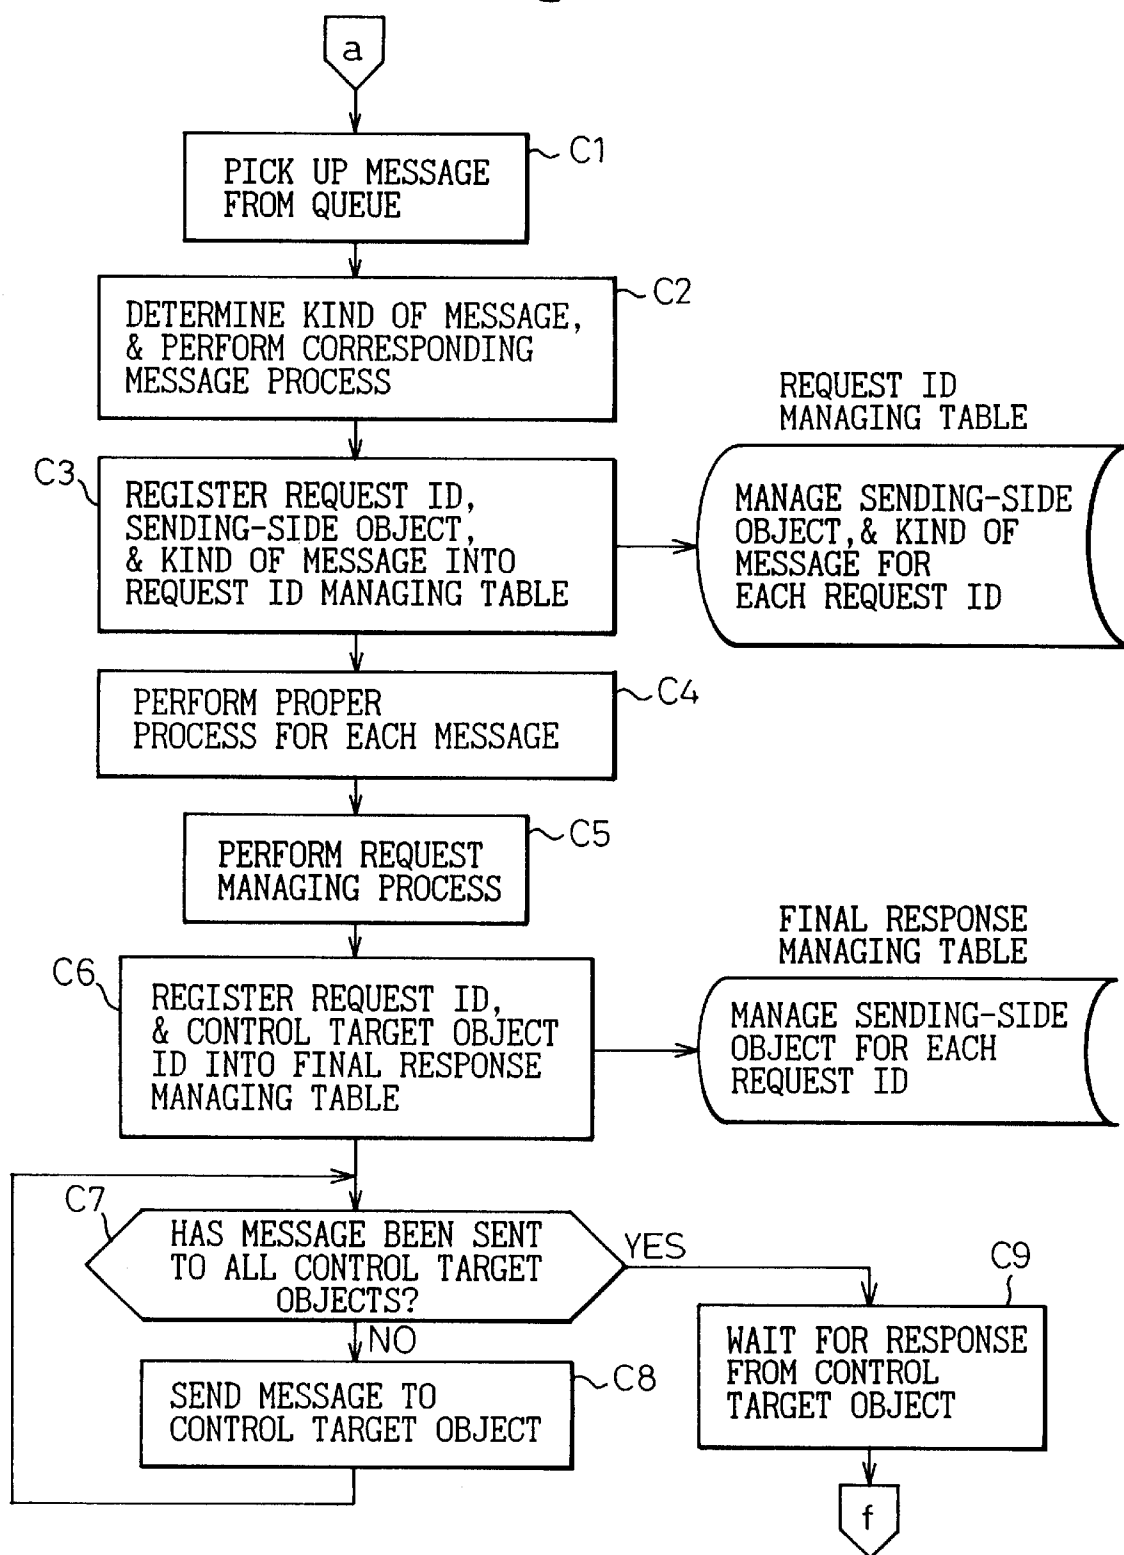 a
C1
PICK UP MESSAGE
FROM QUEUE
C2
DETERMINE KIND OF MESSAGE,
& PERFORM CORRESPONDING
MESSAGE PROCESS
REQUEST ID
MANAGING TABLE
C3
REGISTER REQUEST ID,
SENDING-SIDE OBJECT,
& KIND OF MESSAGE INTO
REQUEST ID MANAGING TABLE
MANAGE SENDING-SIDE
OBJECT,& KIND OF
MESSAGE FOR
EACH REQUEST ID
C4
PERFORM PROPER
PROCESS FOR EACH MESSAGE
C5
PERFORM REQUEST
MANAGING PROCESS
FINAL RESPONSE
MANAGING TABLE
C6
REGISTER REQUEST ID,
& CONTROL TARGET OBJECT
ID INTO FINAL RESPONSE
MANAGING TABLE
MANAGE SENDING-SIDE
OBJECT FOR EACH
REQUEST ID
C7
HAS MESSAGE BEEN SENT
TO ALL CONTROL TARGET
OBJECTS?
YES
NO
C8
SEND MESSAGE TO
CONTROL TARGET OBJECT
C9
WAIT FOR RESPONSE
FROM CONTROL
TARGET OBJECT
f